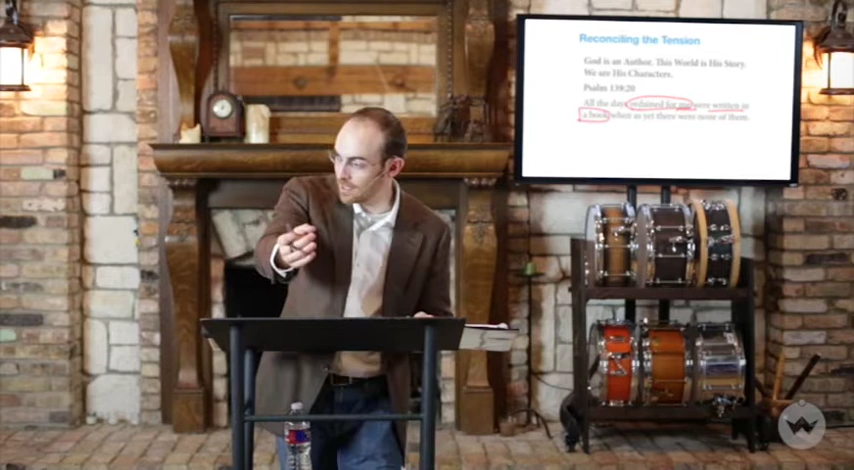 Reconciling the Tension
God is an Author. This World is His Story.
We are His Characters.
Psalm 139:20
All the days ordained for me were written in
a book when as yet there were none of them.
W